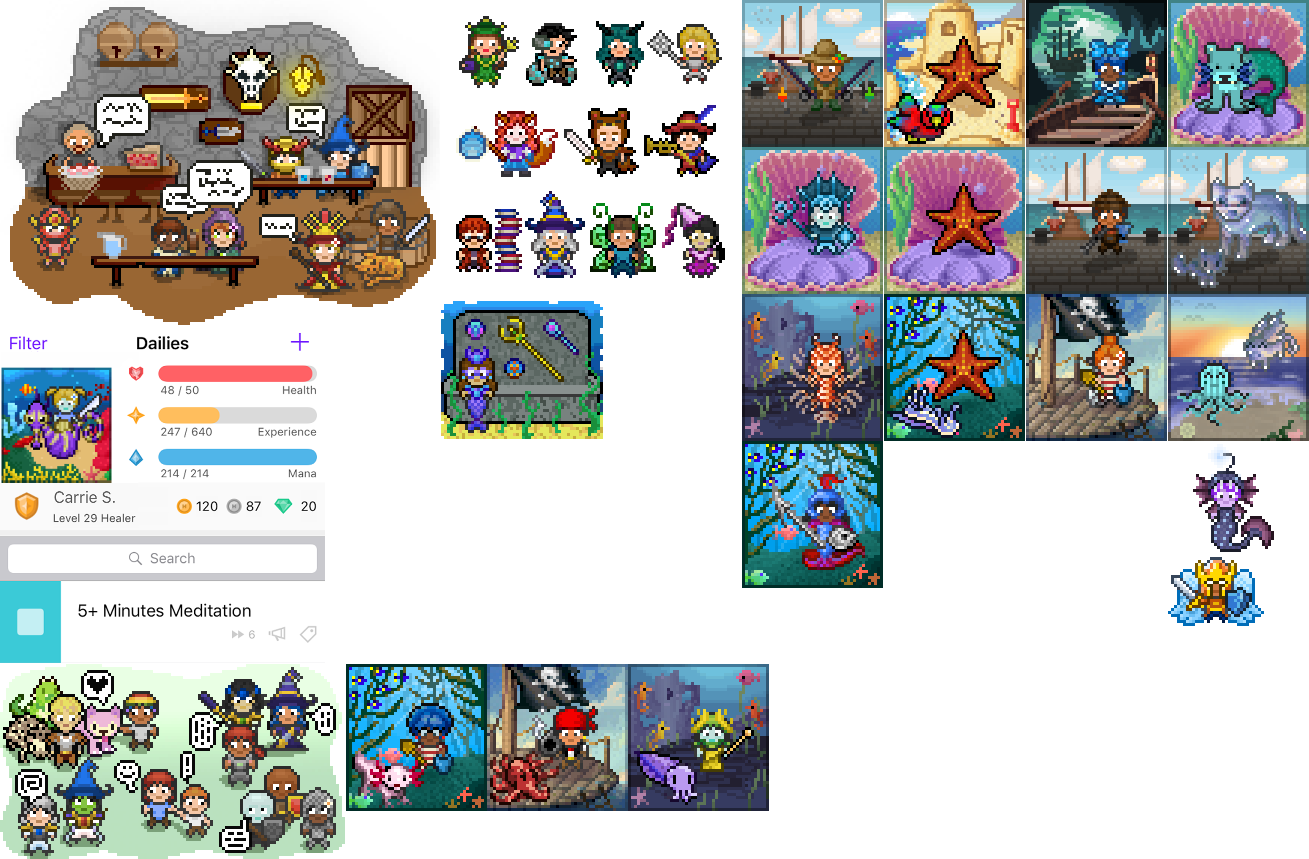 Filter
Dailies
48 / 50
Health
247 / 640
Experience
214 / 214
Mana
Carrie S.
120
87
20
Level 29 Healer
Search
5+ Minutes Meditation
6